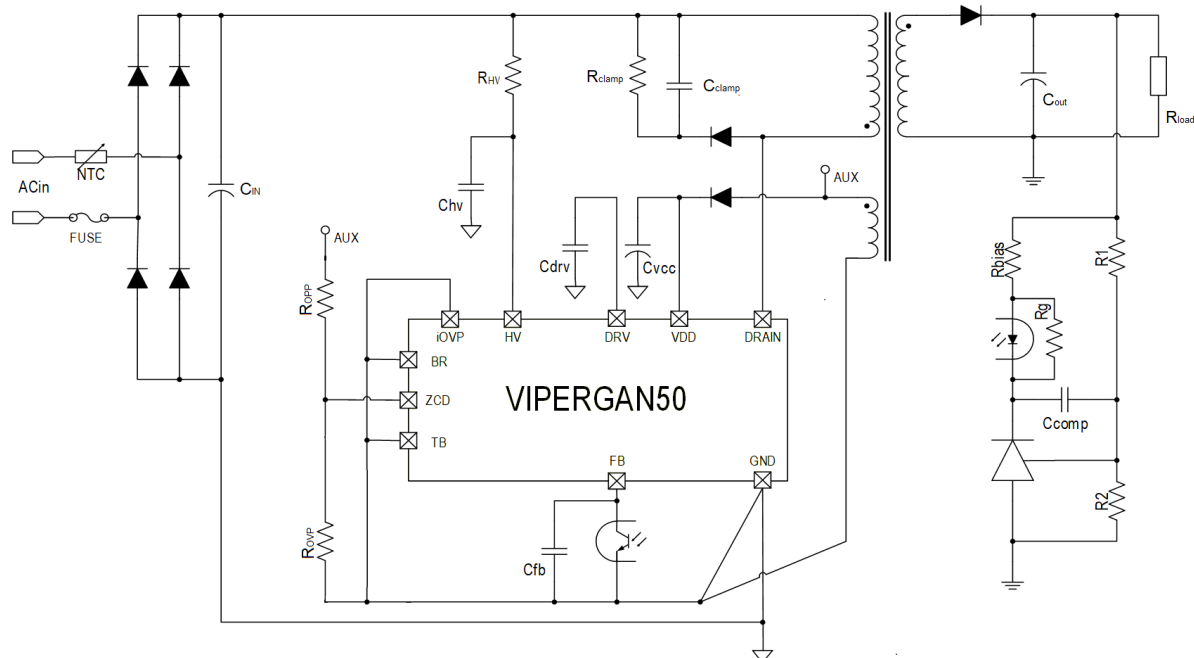 RHV
Rclamp
Cclamp
Cout
Rload
NTC
ACin
CIN
Chv
AUX
FUSE
AUX
Cdrv
Cvcc
Rbias
R1
ROPP
Rg
iOVP
HV
DRV
VDD
DRAIN
BR
ZCD
VIPERGAN50
TB
Ccomp
FB
GND
R2
ROVP
Cfb